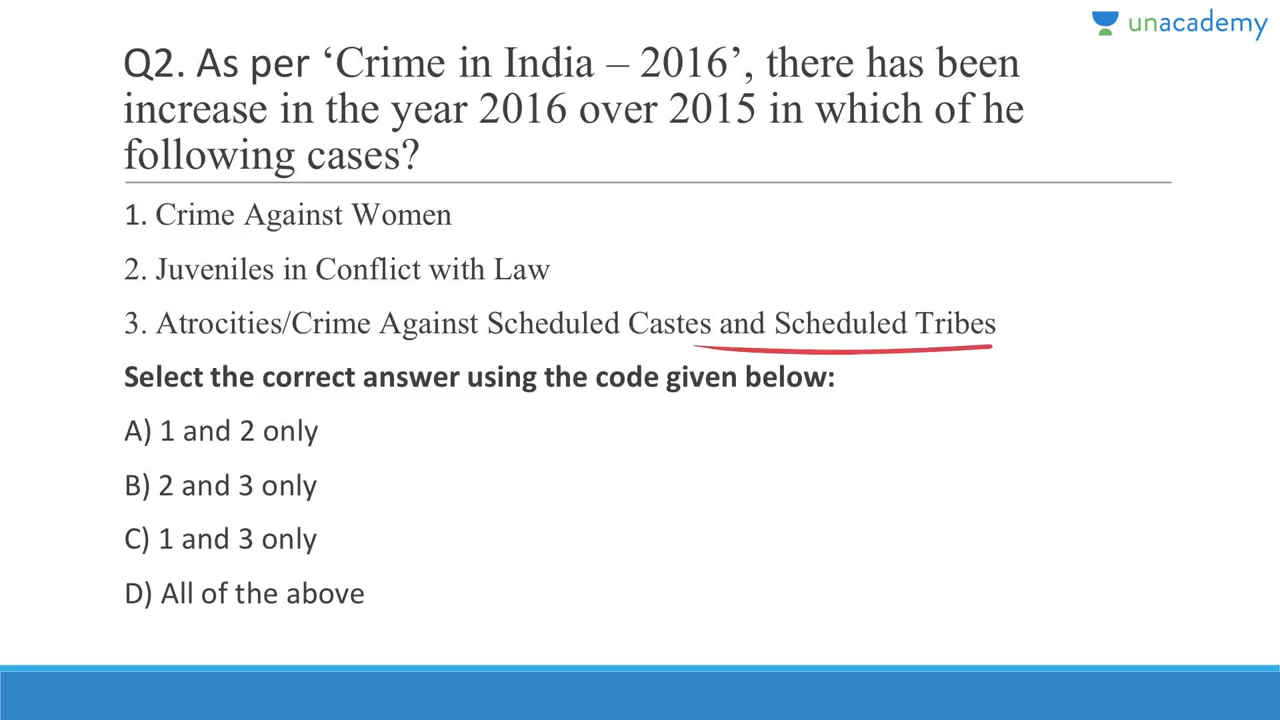 unacademy
Q2. As per ‘Crime in India – 2016’, there has been
increase in the year 2016 over 2015 in which of he
following cases?
1. Crime Against Women
2. Juveniles in Conflict with Law
3. Atrocities/Crime Against Scheduled Castes and Scheduled Tribes
Select the correct answer using the code given below:
A) 1 and 2 only
B) 2 and 3 only
C) 1 and 3 only
D) All of the above